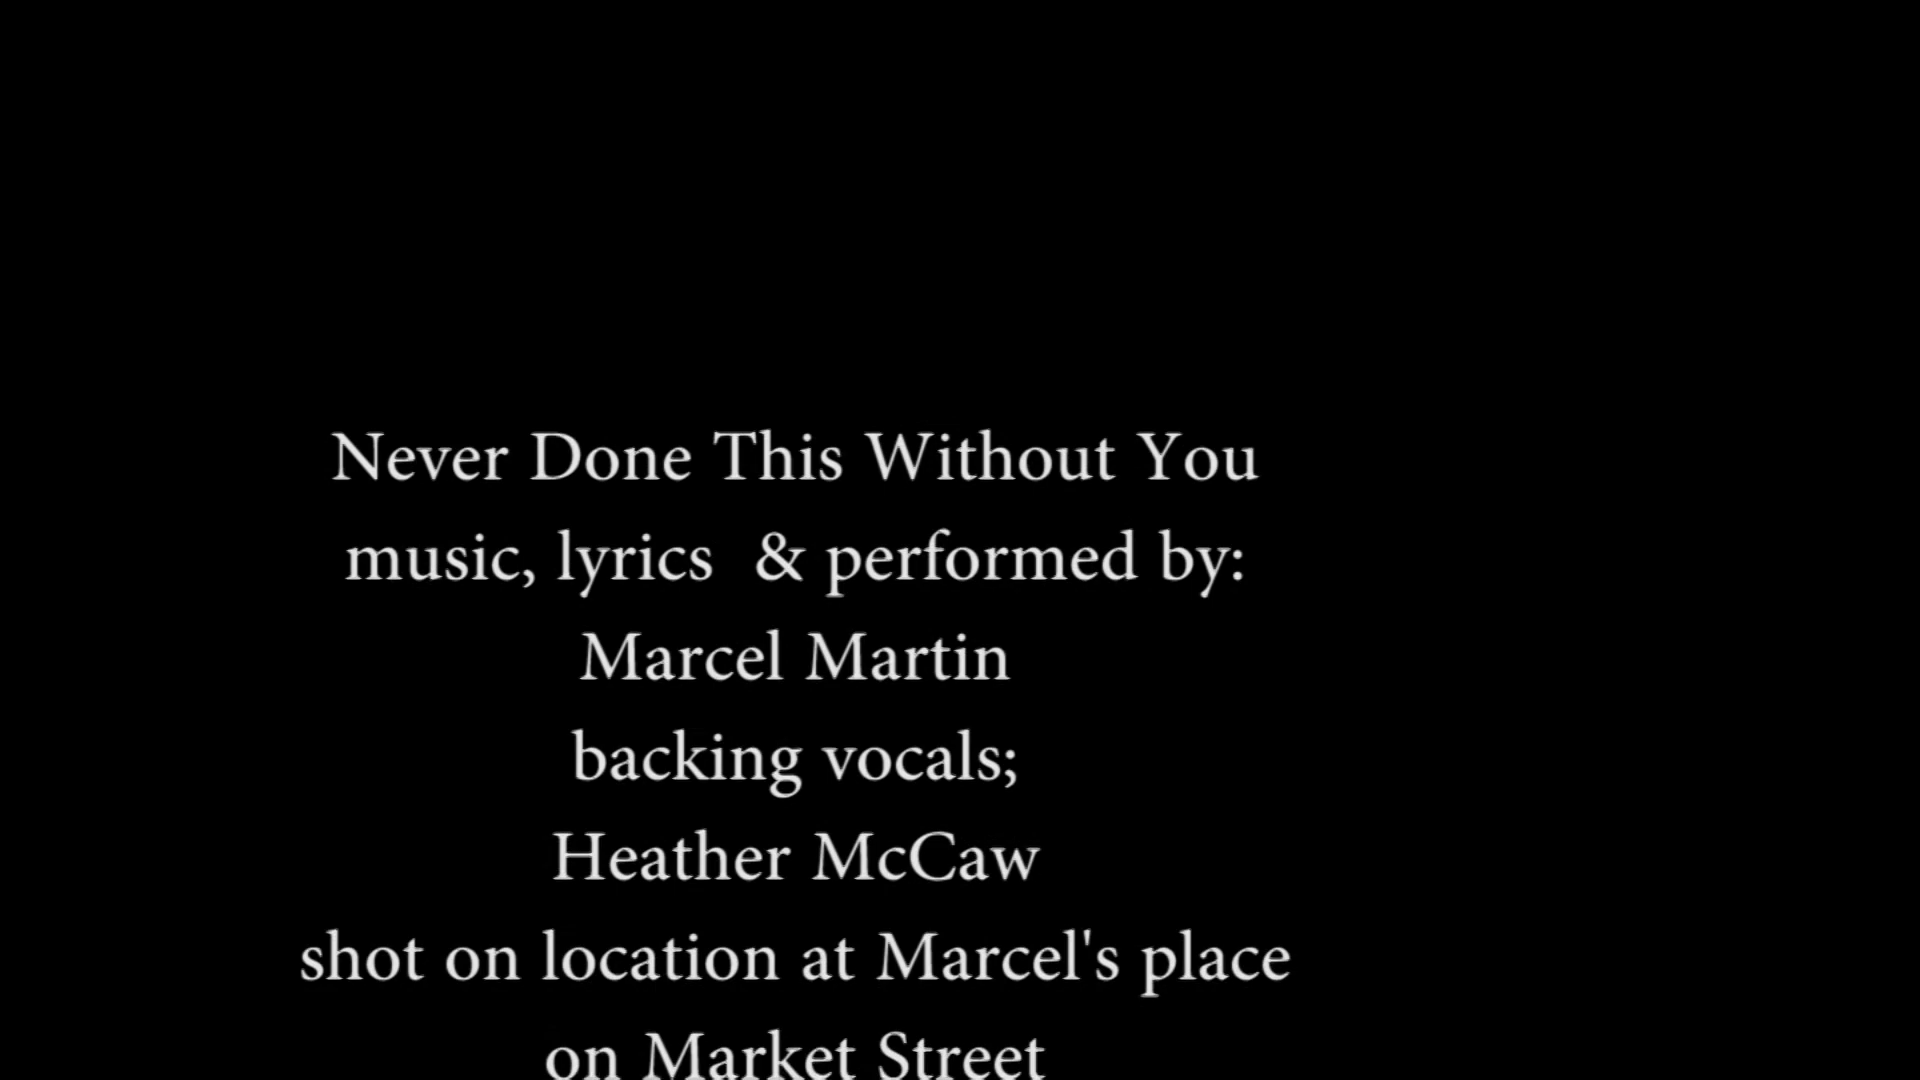 Never Done This Without You
music, lyrics  & performed by:
Marcel Martin
backing vocals;
Heather McCaw
shot on location at Marcel's place
on Market Street